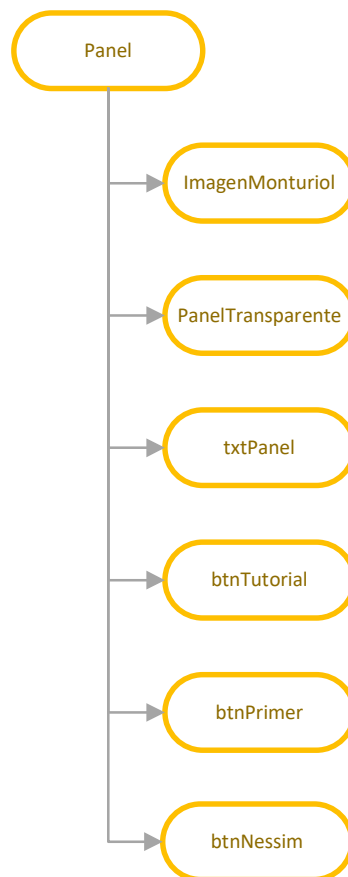 Panel
ImagenMonturiol
PanelTransparente
txtPanel
btnTutorial
btnPrimer
btnNessim